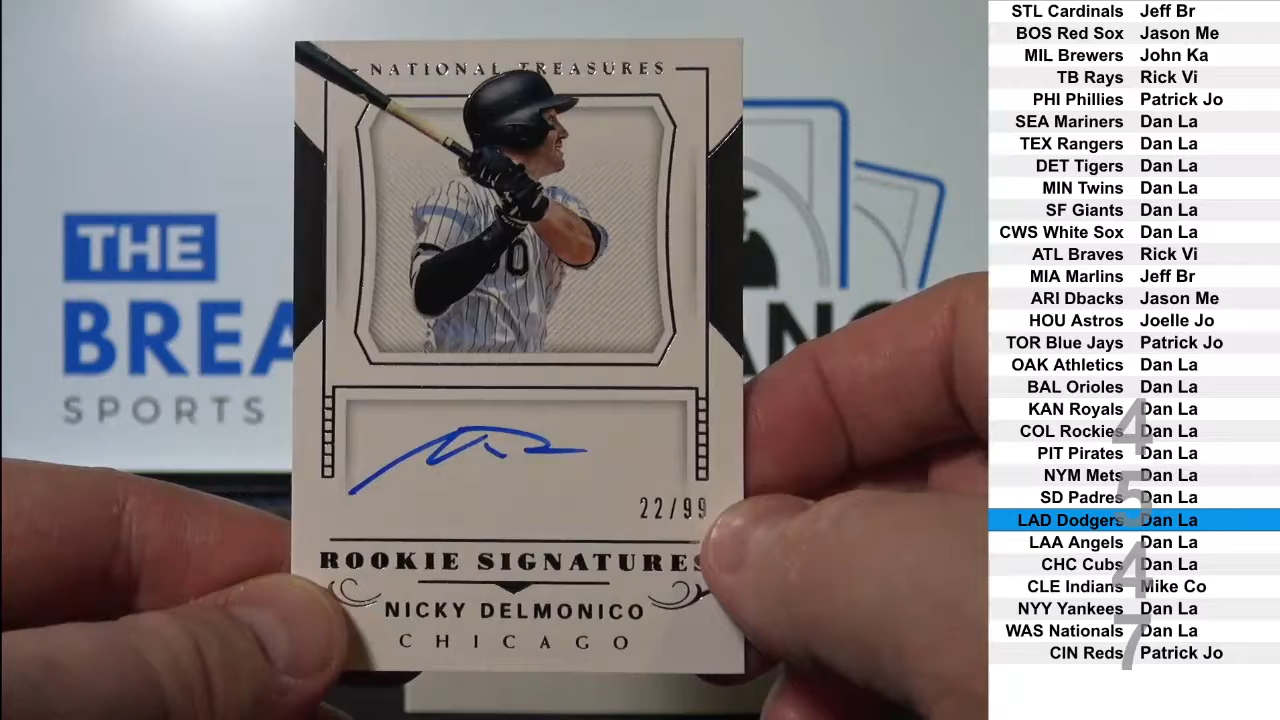 NATIONAL TREASURES
THE
BREA
ANC
SPORTS
0
22/99
ROOKIE SIGNATURES
NICKY DELMONICO
CHICAGO
STL Cardinals Jeff Br
BOS Red Sox Jason Me
MIL Brewers John Ka
TB Rays Rick Vi
PHI Phillies Patrick Jo
SEA Mariners Dan La
TEX Rangers Dan La
DET Tigers Dan La
MIN Twins Dan La
SF Giants Dan La
CWS White Sox Dan La
ATL Braves Rick Vi
MIA Marlins Jeff Br
ARI Dbacks Jason Me
HOU Astros Joelle Jo
TOR Blue Jays Patrick Jo
OAK Athletics Dan La
BAL Orioles Dan La
KAN Royals Dan La
COL Rockies Dan La
PIT Pirates Dan La
NYM Mets Dan La
SD Padres Dan La
LAD Dodgers Dan La
LAA Angels Dan La
CHC Cubs Dan La
CLE Indians Mike Co
NYY Yankees Dan La
WAS Nationals Dan La
CIN Reds Patrick Jo
4
5
4
7